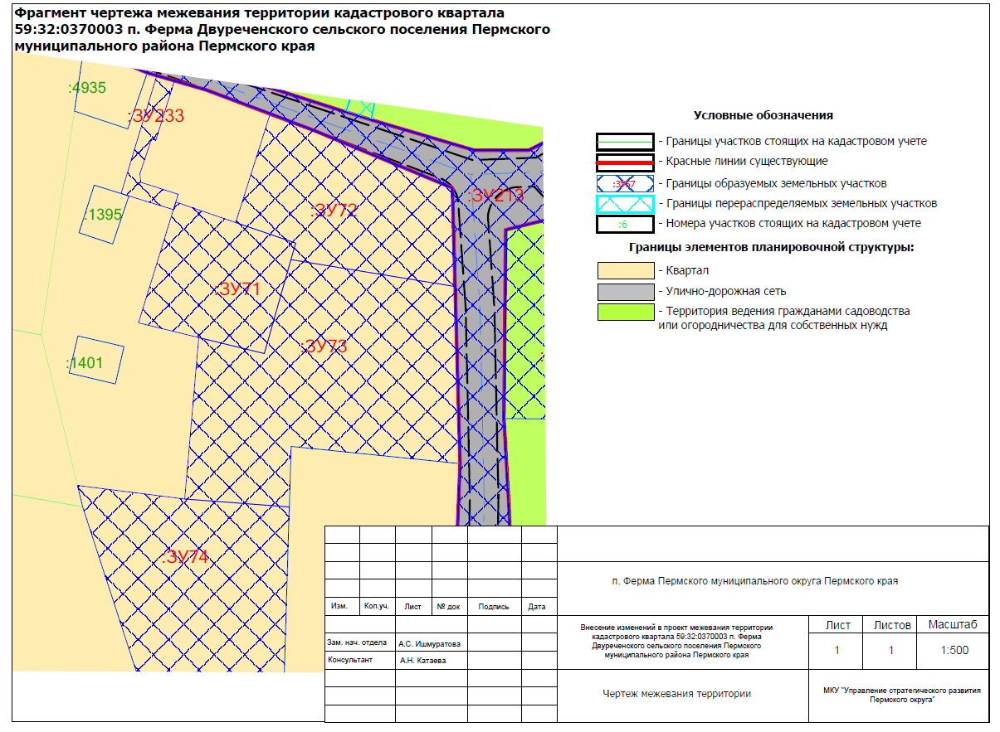 Фрагмент чертежа межевания территории кадастрового квартала
59:32:0370003 п. Ферма Двуреченского сельского поселения Пермского
муниципального района Пермского края
:4935
:ЗУ233
:1395
:ЗУ72
:ЗУ213
:ЗУ71
:ЗУ73
:1401
:ЗУ74
Условные обозначения
- Границы участков стоящих на кадастровом учете
- Красные линии существующие
:ЗУ67
- Границы образуемых земельных участков
- Границы перераспределяемых земельных участков
:6
- Номера участков стоящих на кадастровом учете
Границы элементов планировочной структуры:
- Квартал
- Улично-дорожная сеть
- Территория ведения гражданами садоводства
или огородничества для собственных нужд
п. Ферма Пермского муниципального округа Пермского края
Изм.
Кол.уч.
Лист
№ док
Подпись
Дата
Зам. нач. отдела
А.С. Ишмуратова
Консультант
А.Н. Катаева
Внесение изменений в проект межевания территории
кадастрового квартала 59:32:0370003 п. Ферма
Двуреченского сельского поселения Пермского
муниципального района Пермского края
Лист
Листов
Масштаб
1
1
1:500
Чертеж межевания территории
МКУ "Управление стратегического развития
Пермского округа"